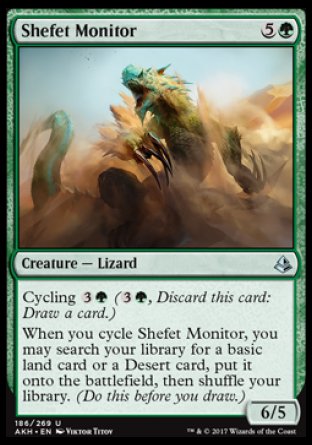 Shefet Monitor 5
Creature — Lizard
Cycling 3 (3, Discard this card:
Draw a card.)
When you cycle Shefet Monitor, you
may search your library for a basic
land card or a Desert card, put it
onto the battlefield, then shuffle your
library. (Do this before you draw.)
6/5
186/269 U
AKH • EN Viktor Titov
™ & © 2017 Wizards of the Coast